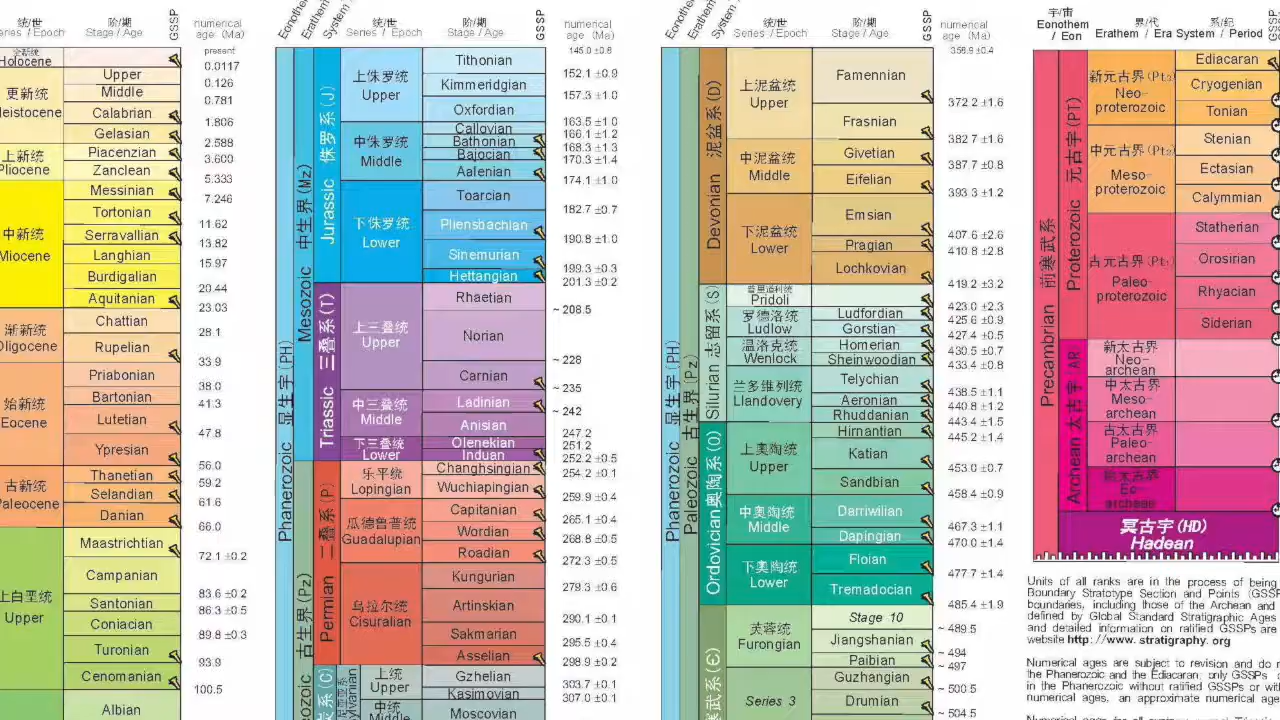 统/世
Series / Epoch
阶/期
Stage / Age
GSSP
numerical
age (Ma)
Holocene
present
0.0117
更新统
leistocene
Upper
0.126
Middle
0.781
Calabrian
1.806
Gelasian
2.588
上新统
Pliocene
Piacenzian
3.600
Zanclean
5.333
中新统
Miocene
Messinian
7.246
Tortonian
11.62
Serravallian
13.82
Langhian
15.97
Burdigalian
20.44
Aquitanian
23.03
渐新统
Oligocene
Chattian
28.1
Rupelian
33.9
始新统
Eocene
Priabonian
38.0
Bartonian
41.3
Lutetian
47.8
Ypresian
56.0
古新统
Paleocene
Thanetian
59.2
Selandian
61.6
Danian
66.0
上白垩统
Upper
Maastrichtian
72.1 ±0.2
Campanian
83.6 ±0.2
Santonian
86.3 ±0.5
Coniacian
89.8 ±0.3
Turonian
93.9
Cenomanian
100.5
Albian
Eonothem
Erathem
System
统/世
Series / Epoch
阶/期
Stage / Age
GSSP
numerical
age (Ma)
Phanerozoic 显生宇 (PH)
Mesozoic 中生界 (Mz)
Jurassic 侏罗系 (J)
145.0 ±0.8
上侏罗统
Upper
Tithonian
152.1 ±0.9
Kimmeridgian
157.3 ±1.0
Oxfordian
163.5 ±1.0
中侏罗统
Middle
Callovian
166.1 ±1.2
Bathonian
168.3 ±1.3
Bajocian
170.3 ±1.4
Aalenian
174.1 ±1.0
下侏罗统
Lower
Toarcian
182.7 ±0.7
Pliensbachian
190.8 ±1.0
Sinemurian
199.3 ±0.3
Hettangian
201.3 ±0.2
Triassic 三叠系 (T)
上三叠统
Upper
Rhaetian
~ 208.5
Norian
~ 228
Carnian
~ 235
中三叠统
Middle
Ladinian
~ 242
Anisian
247.2
下三叠统
Lower
Olenekian
251.2
Induan
252.2 ±0.5
古生界 (Pz)
eozoic
Permian 二叠系 (P)
乐平统
Lopingian
Changhsingian
254.2 ±0.1
Wuchiapingian
259.9 ±0.4
瓜德鲁普统
Guadalupian
Capitanian
265.1 ±0.4
Wordian
268.8 ±0.5
Roadian
272.3 ±0.5
乌拉尔统
Cisuralian
Kungurian
279.3 ±0.6
Artinskian
290.1 ±0.1
Sakmarian
295.5 ±0.4
Asselian
298.9 ±0.2
炭系 (C)
上统
Upper
Gzhelian
303.7 ±0.1
Kasimovian
307.0 ±0.1
中统
Middle
Moscovian
Eonothem
Erathem
System
统/世
Series / Epoch
阶/期
Stage / Age
GSSP
numerical
age (Ma)
Phanerozoic 显生宇 (PH)
Paleozoic 古生界 (Pz)
Devonian 泥盆系 (D)
358.9 ±0.4
上泥盆统
Upper
Famennian
372.2 ±1.6
Frasnian
382.7 ±1.6
中泥盆统
Middle
Givetian
387.7 ±0.8
Eifelian
393.3 ±1.2
下泥盆统
Lower
Emsian
407.6 ±2.6
Pragian
410.8 ±2.8
Lochkovian
419.2 ±3.2
Silurian 志留系 (S)
普里道利统
Pridoli
423.0 ±2.3
罗德洛统
Ludlow
Ludfordian
425.6 ±0.9
Gorstian
427.4 ±0.5
温洛克统
Wenlock
Homerian
430.5 ±0.7
Sheinwoodian
433.4 ±0.8
兰多维列统
Llandovery
Telychian
438.5 ±1.1
Aeronian
440.8 ±1.2
Rhuddanian
443.4 ±1.5
Ordovician 奥陶系 (O)
上奥陶统
Upper
Hirnantian
445.2 ±1.4
Katian
453.0 ±0.7
Sandbian
458.4 ±0.9
中奥陶统
Middle
Darriwilian
467.3 ±1.1
Dapingian
470.0 ±1.4
下奥陶统
Lower
Floian
477.7 ±1.4
Tremadocian
485.4 ±1.9
寒武系 (Є)
芙蓉统
Furongian
Stage 10
~ 489.5
Jiangshanian
~ 494
Paibian
~ 497
Series 3
Guzhangian
~ 500.5
Drumian
~ 504.5
宇/宙
Eonothem
/ Eon
界/代
Erathem / Era
系/纪
System / Period
GSSP
Precambrian 前寒武系
Proterozoic 元古宇 (PT)
新元古界 (Pt₃)
Neo-
proterozoic
Ediacaran
Cryogenian
Tonian
中元古界 (Pt₂)
Meso-
proterozoic
Stenian
Ectasian
Calymmian
古元古界 (Pt₁)
Paleo-
proterozoic
Statherian
Orosirian
Rhyacian
Siderian
Archean 太古宇 (AR)
新太古界
Neo-
archean
中太古界
Meso-
archean
古太古界
Paleo-
archean
始太古界
Eo-
archean
冥古宇 (HD)
Hadean
Units of all ranks are in the process of being
Boundary Stratotype Section and Points (GSSP
boundaries, including those of the Archean and
defined by Global Standard Stratigraphic Ages
and detailed information on ratified GSSPs are
website http://www.stratigraphy.org
Numerical ages are subject to revision and do n
the Phanerozoic and the Ediacaran; only GSSPs
in the Phanerozoic without ratified GSSPs or wit
numerical ages, an approximate numerical age